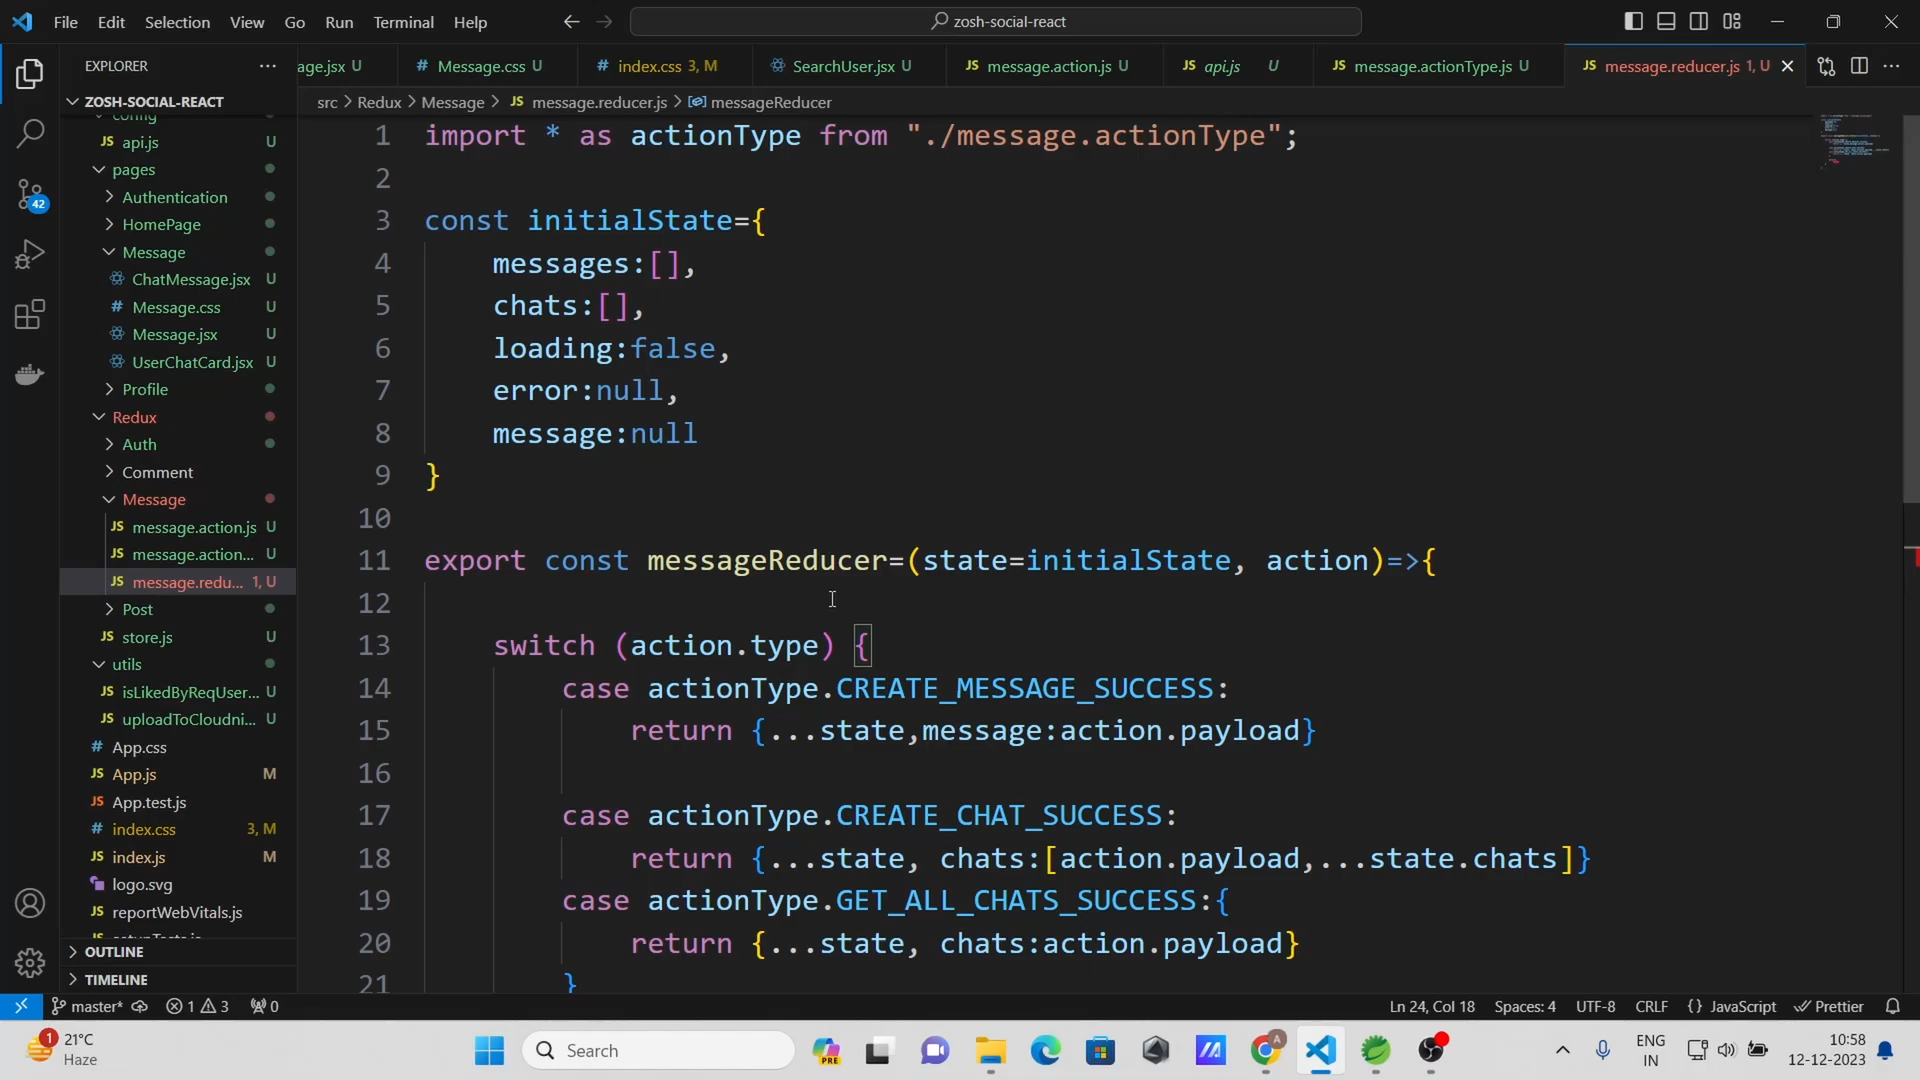 File Edit Selection View Go Run Terminal Help
zosh-social-react
EXPLORER
age.jsx U
# Message.css U
# index.css 3, M
SearchUser.jsx U
JS message.action.js U
JS api.js U
JS message.actionType.js U
JS message.reducer.js 1, U
ZOSH-SOCIAL-REACT
src > Redux > Message > JS message.reducer.js > messageReducer
config
JS api.js U
pages
Authentication
HomePage
Message
ChatMessage.jsx U
# Message.css U
Message.jsx U
UserChatCard.jsx U
Profile
Redux
Auth
Comment
Message
JS message.action.js U
JS message.action... U
JS message.redu... 1, U
Post
JS store.js U
utils
JS isLikedByReqUser... U
JS uploadToCloudni... U
# App.css
JS App.js M
JS App.test.js
# index.css 3, M
JS index.js M
logo.svg
JS reportWebVitals.js
OUTLINE
TIMELINE
42
1 import * as actionType from "./message.actionType";
2
3 const initialState={
4 messages:[],
5 chats:[],
6 loading:false,
7 error:null,
8 message:null
9 }
10
11 export const messageReducer=(state=initialState, action)=>{
12
13 switch (action.type) {
14 case actionType.CREATE_MESSAGE_SUCCESS:
15 return {...state,message:action.payload}
16
17 case actionType.CREATE_CHAT_SUCCESS:
18 return {...state, chats:[action.payload,...state.chats]}
19 case actionType.GET_ALL_CHATS_SUCCESS:{
20 return {...state, chats:action.payload}
21 }
master* 1 3 0
Ln 24, Col 18 Spaces: 4 UTF-8 CRLF {} JavaScript Prettier
1
21°C
Haze
Search
PRE
A
ENG
IN
10:58
12-12-2023